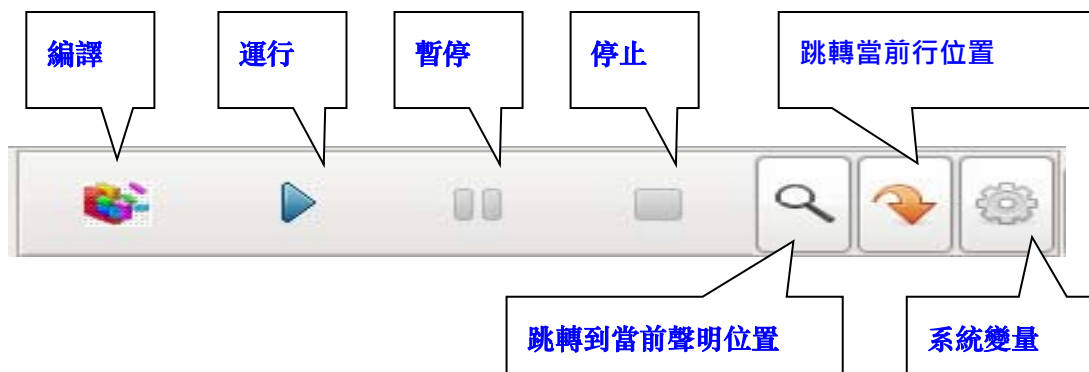 編譯
運行
暫停
停止
跳轉當前行位置
跳轉到當前聲明位置
系統變量